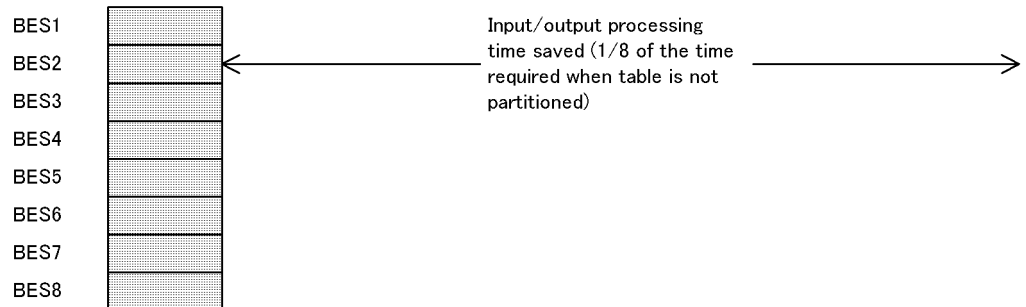 BES1
BES2
BES3
BES4
BES5
BES6
BES7
BES8
Input/output processing
time saved (1/8 of the time
required when table is not
partitioned)